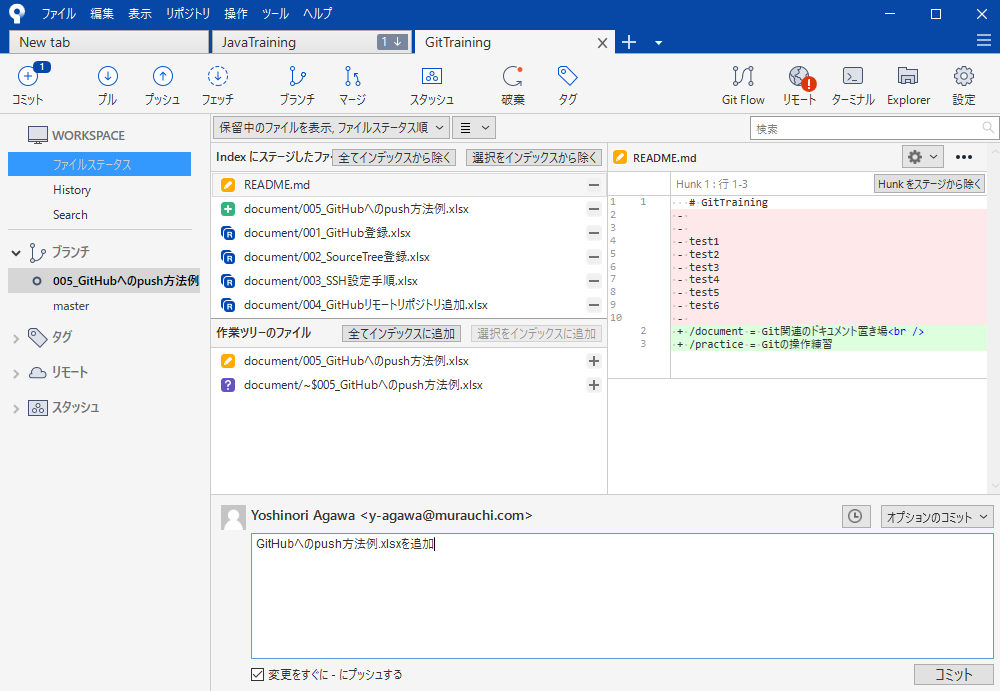 ファイル 編集 表示 リポジトリ 操作 ツール ヘルプ
New tab
JavaTraining 1↓
GitTraining
1
コミット プル プッシュ フェッチ ブランチ マージ スタッシュ 破棄 タグ Git Flow リモート ターミナル Explorer 設定
WORKSPACE
ファイルステータス
History
Search
ブランチ
005_GitHubへのpush方法例
master
タグ
リモート
スタッシュ
保留中のファイルを表示, ファイルステータス順
検索
Index にステージしたファ 全てインデックスから除く 選択をインデックスから除く
README.md
document/005_GitHubへのpush方法例.xlsx
document/001_GitHub登録.xlsx
document/002_SourceTree登録.xlsx
document/003_SSH設定手順.xlsx
document/004_GitHubリモートリポジトリ追加.xlsx
作業ツリーのファイル 全てインデックスに追加 選択をインデックスに追加
document/005_GitHubへのpush方法例.xlsx
document/~$005_GitHubへのpush方法例.xlsx
README.md
Hunk 1 : 行 1-3 Hunk をステージから除く
1 1 # GitTraining
2 -
3 -
4 - test1
5 - test2
6 - test3
7 - test4
8 - test5
9 - test6
10 -
2 + /document = Git関連のドキュメント置き場<br />
3 + /practice = Gitの操作練習
Yoshinori Agawa <y-agawa@murauchi.com>
オプションのコミット
GitHubへのpush方法例.xlsxを追加
変更をすぐに - にプッシュする
コミット